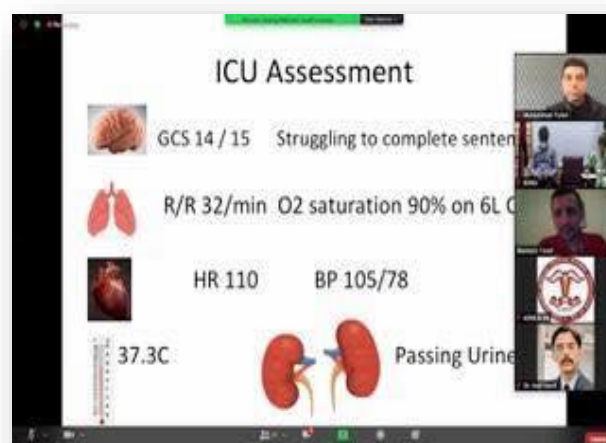 ICU Assessment
GCS 14 / 15 Struggling to complete senten
R/R 32/min O2 saturation 90% on 6L
HR 110 BP 105/78
37.3C Passing Urine